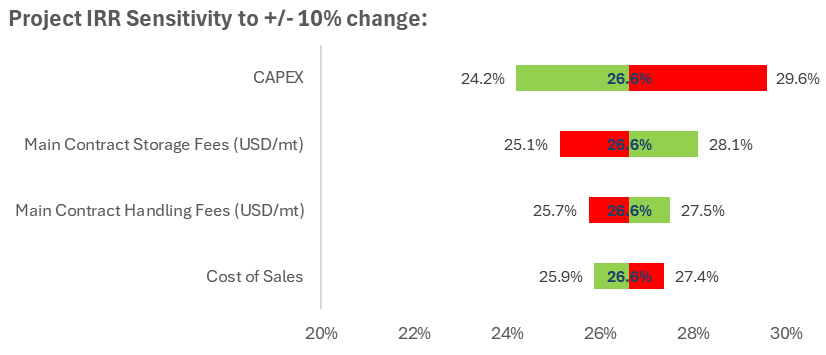 Project IRR Sensitivity to +/- 10% change:
CAPEX 24.2% 26.6% 29.6%
Main Contract Storage Fees (USD/mt) 25.1% 26.6% 28.1%
Main Contract Handling Fees (USD/mt) 25.7% 26.6% 27.5%
Cost of Sales 25.9% 26.6% 27.4%
20% 22% 24% 26% 28% 30%